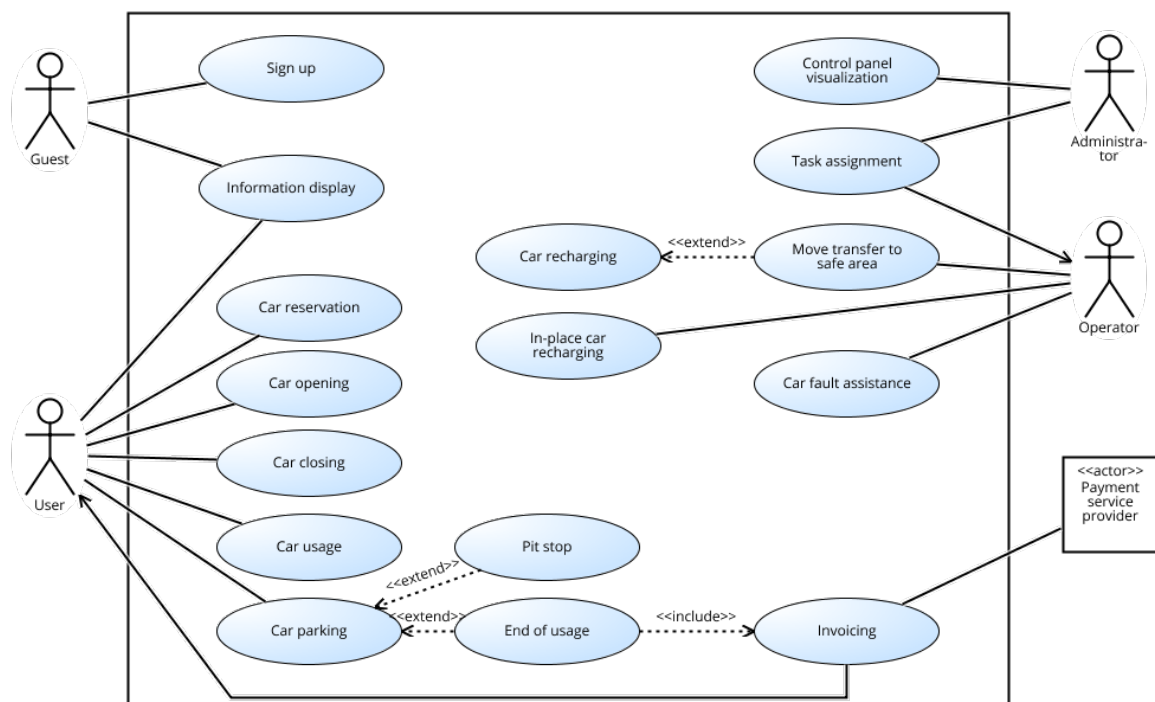 Sign up
Control panel
visualization
Guest
Administra-
tor
Task assignment
Information display
Car recharging
<<extend>>
Move transfer to
safe area
Car reservation
Operator
In-place car
recharging
Car opening
Car fault assistance
Car closing
User
<<actor>>
Payment
service
provider
Car usage
Pit stop
<<extend>>
<<extend>>
<<include>>
Car parking
End of usage
Invoicing